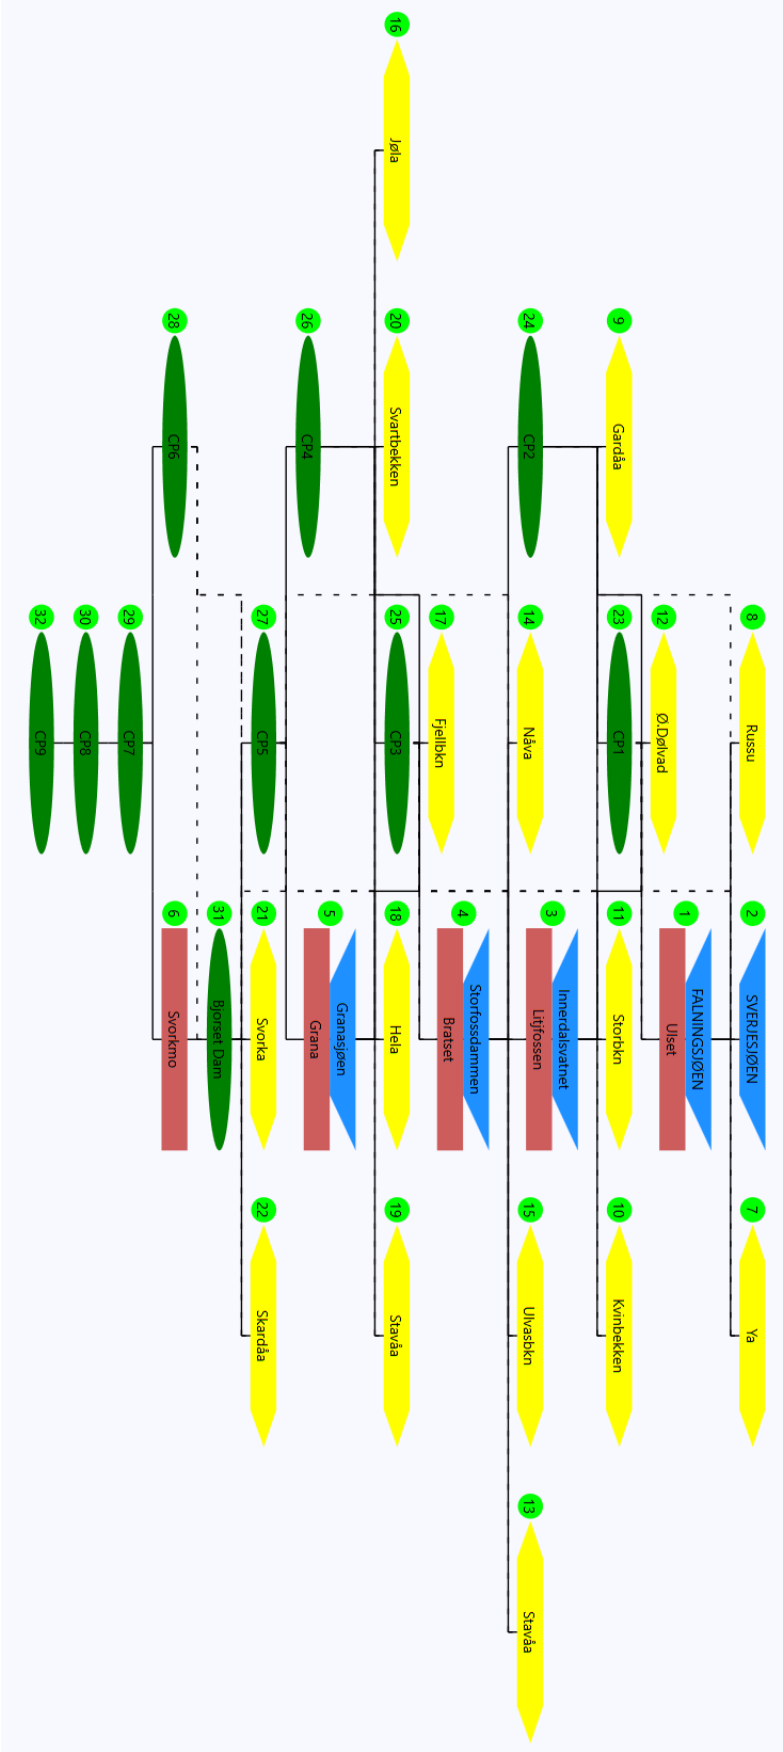 8 Russu
2 SVERJESJØEN
7 Ya
1 FALNINGSJØEN
Ulset
12 Ø.Dølvad
9 Gardåa
23 CP1
11 Storbkn
10 Kvinbekken
3 Innerdalsvatnet
Litjfossen
24 CP2
14 Nåva
15 Ulvasbkn
13 Stavåa
4 Storfossdammen
Bratset
17 Fjellbkn
16 Jøla
20 Svartbekken
25 CP3
18 Hela
19 Stavåa
5 Granasjøen
Grana
26 CP4
27 CP5
21 Svorka
22 Skardåa
31 Bjorset Dam
28 CP6
6 Svorkmo
29 CP7
30 CP8
32 CP9